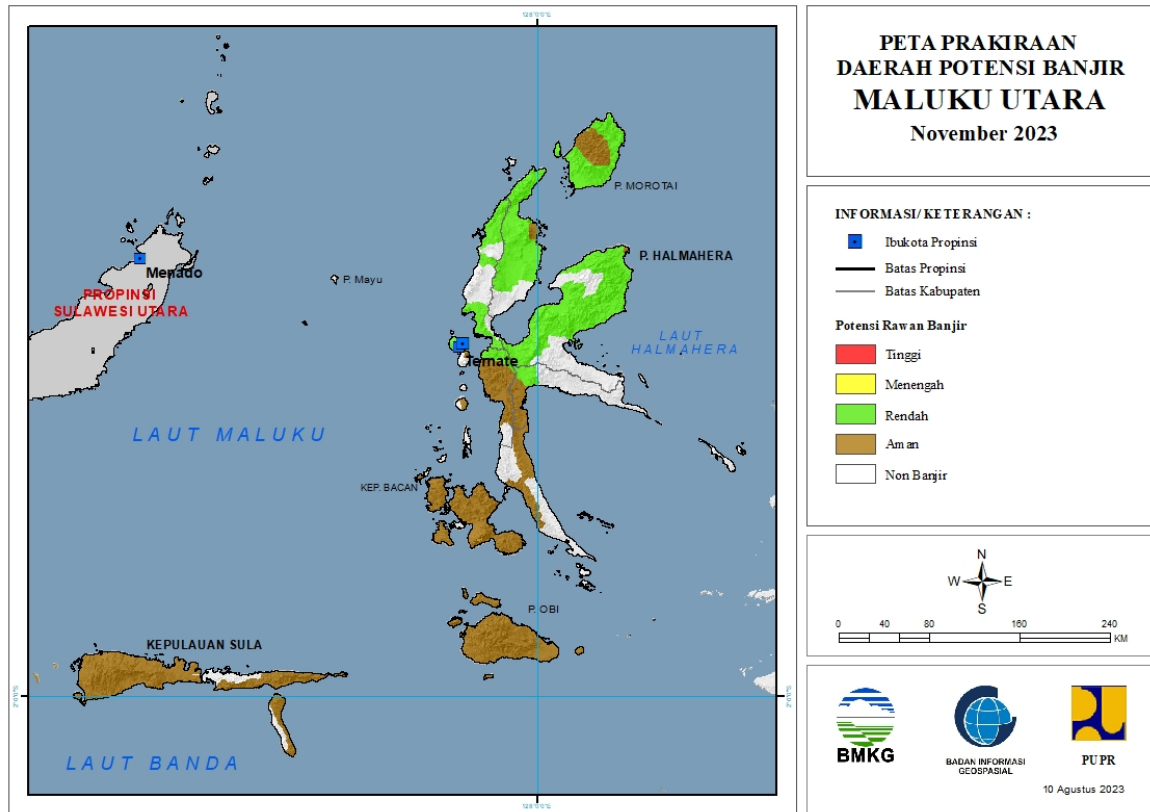 PETA PRAKIRAAN
DAERAH POTENSI BANJIR
MALUKU UTARA
November 2023
INFORMASI/ KETERANGAN :
Ibukota Propinsi
Batas Propinsi
Batas Kabupaten
Potensi Rawan Banjir
Tinggi
Menengah
Rendah
Aman
Non Banjir
N
W E
S
0 40 80 160 240
KM
BMKG
BADAN INFORMASI
GEOSPASIAL
PUPR
10 Agustus 2023
P. MOROTAI
P. HALMAHERA
Menado
P. Mayu
PROPINSI
SULAWESI UTARA
LAUT
HALMAHERA
Ternate
LAUT MALUKU
KEP. BACAN
P. OBI
KEPULAUAN SULA
LAUT BANDA